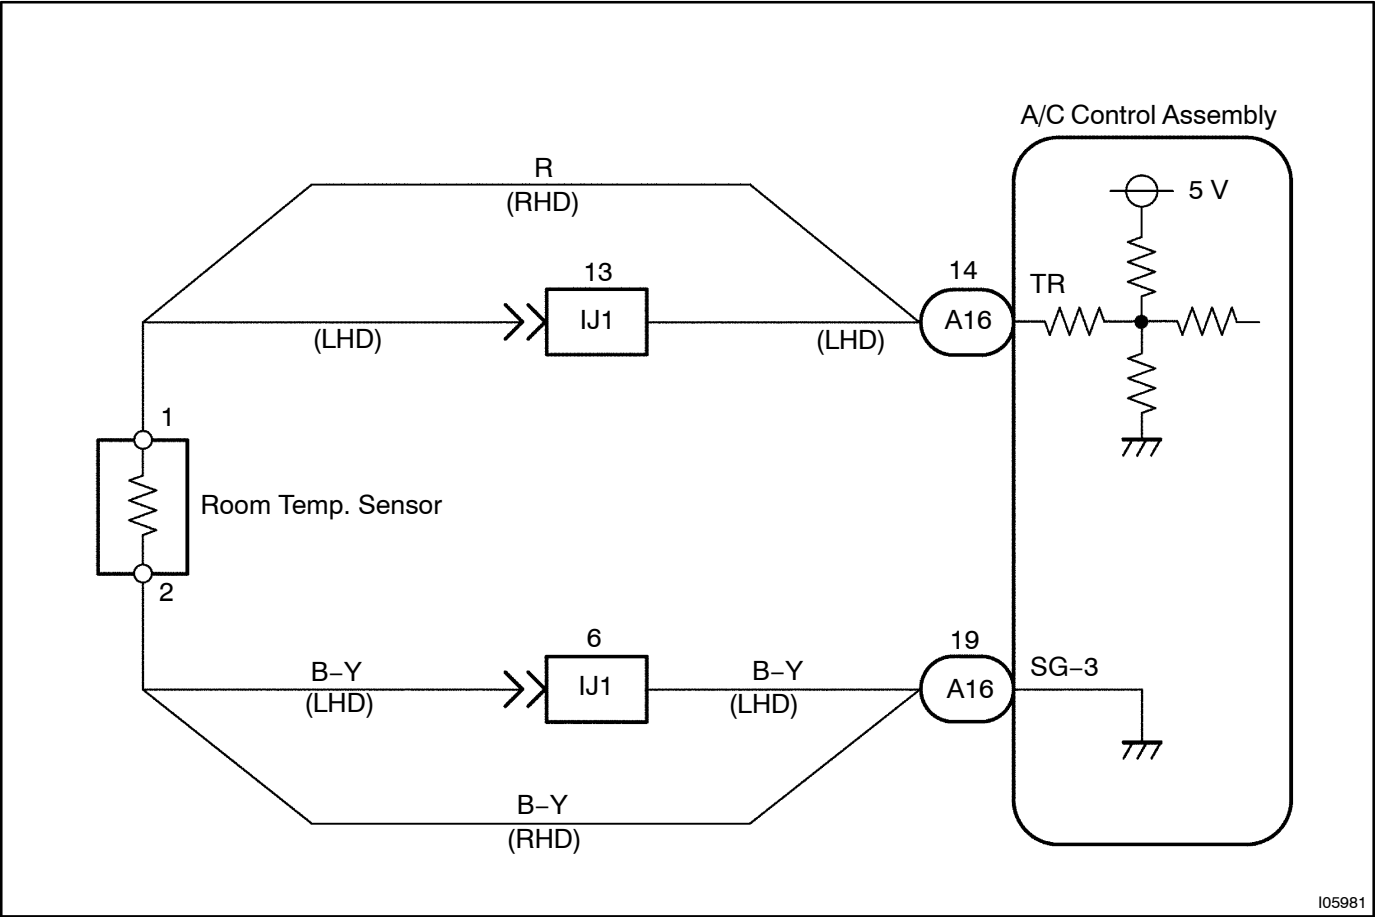 A/C Control Assembly
R
(RHD)
5 V
13
14
TR
IJ1
A16
(LHD)
(LHD)
1
Room Temp. Sensor
2
6
19
B–Y
IJ1
B–Y
A16
SG–3
(LHD)
(LHD)
B–Y
(RHD)
I05981